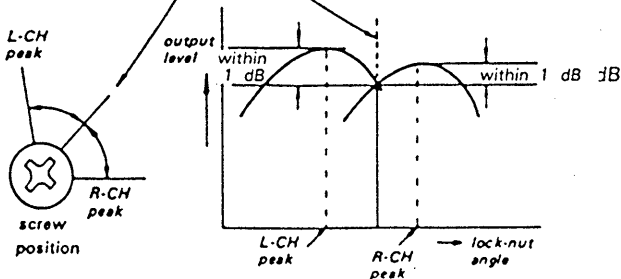 L-CH
peak
R-CH
peak
screw
position
output
level
within
1 dB
within 1 dB dB
L-CH
peak
R-CH
peak
lock-nut
angle